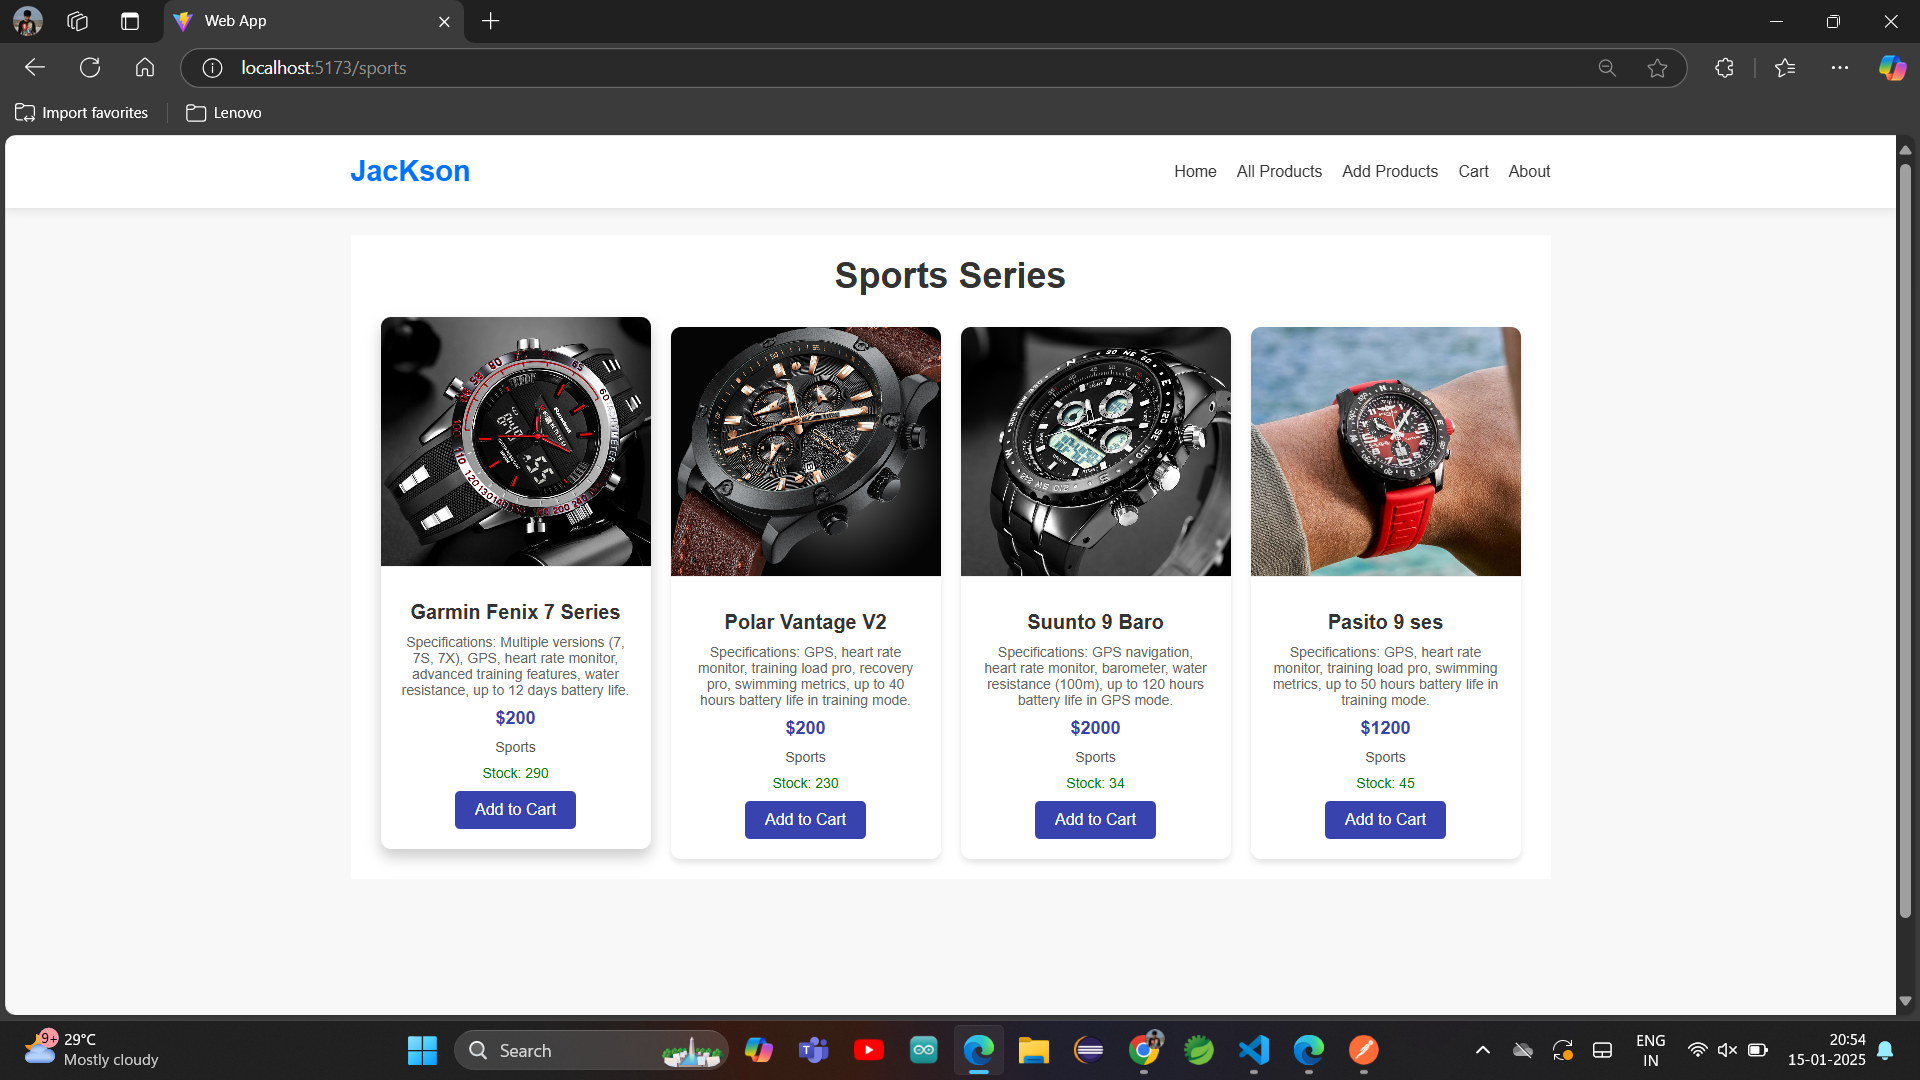 Web App
localhost:5173/sports
Import favorites
Lenovo
JacKson
Home All Products Add Products Cart About
Sports Series
Garmin Fenix 7 Series
Specifications: Multiple versions (7,
7S, 7X), GPS, heart rate monitor,
advanced training features, water
resistance, up to 12 days battery life.
$200
Sports
Stock: 290
Add to Cart
Polar Vantage V2
Specifications: GPS, heart rate
monitor, training load pro, recovery
pro, swimming metrics, up to 40
hours battery life in training mode.
$200
Sports
Stock: 230
Add to Cart
Suunto 9 Baro
Specifications: GPS navigation,
heart rate monitor, barometer, water
resistance (100m), up to 120 hours
battery life in GPS mode.
$2000
Sports
Stock: 34
Add to Cart
Pasito 9 ses
Specifications: GPS, heart rate
monitor, training load pro, swimming
metrics, up to 50 hours battery life in
training mode.
$1200
Sports
Stock: 45
Add to Cart
9+
29°C
Mostly cloudy
Search
ENG
IN
20:54
15-01-2025